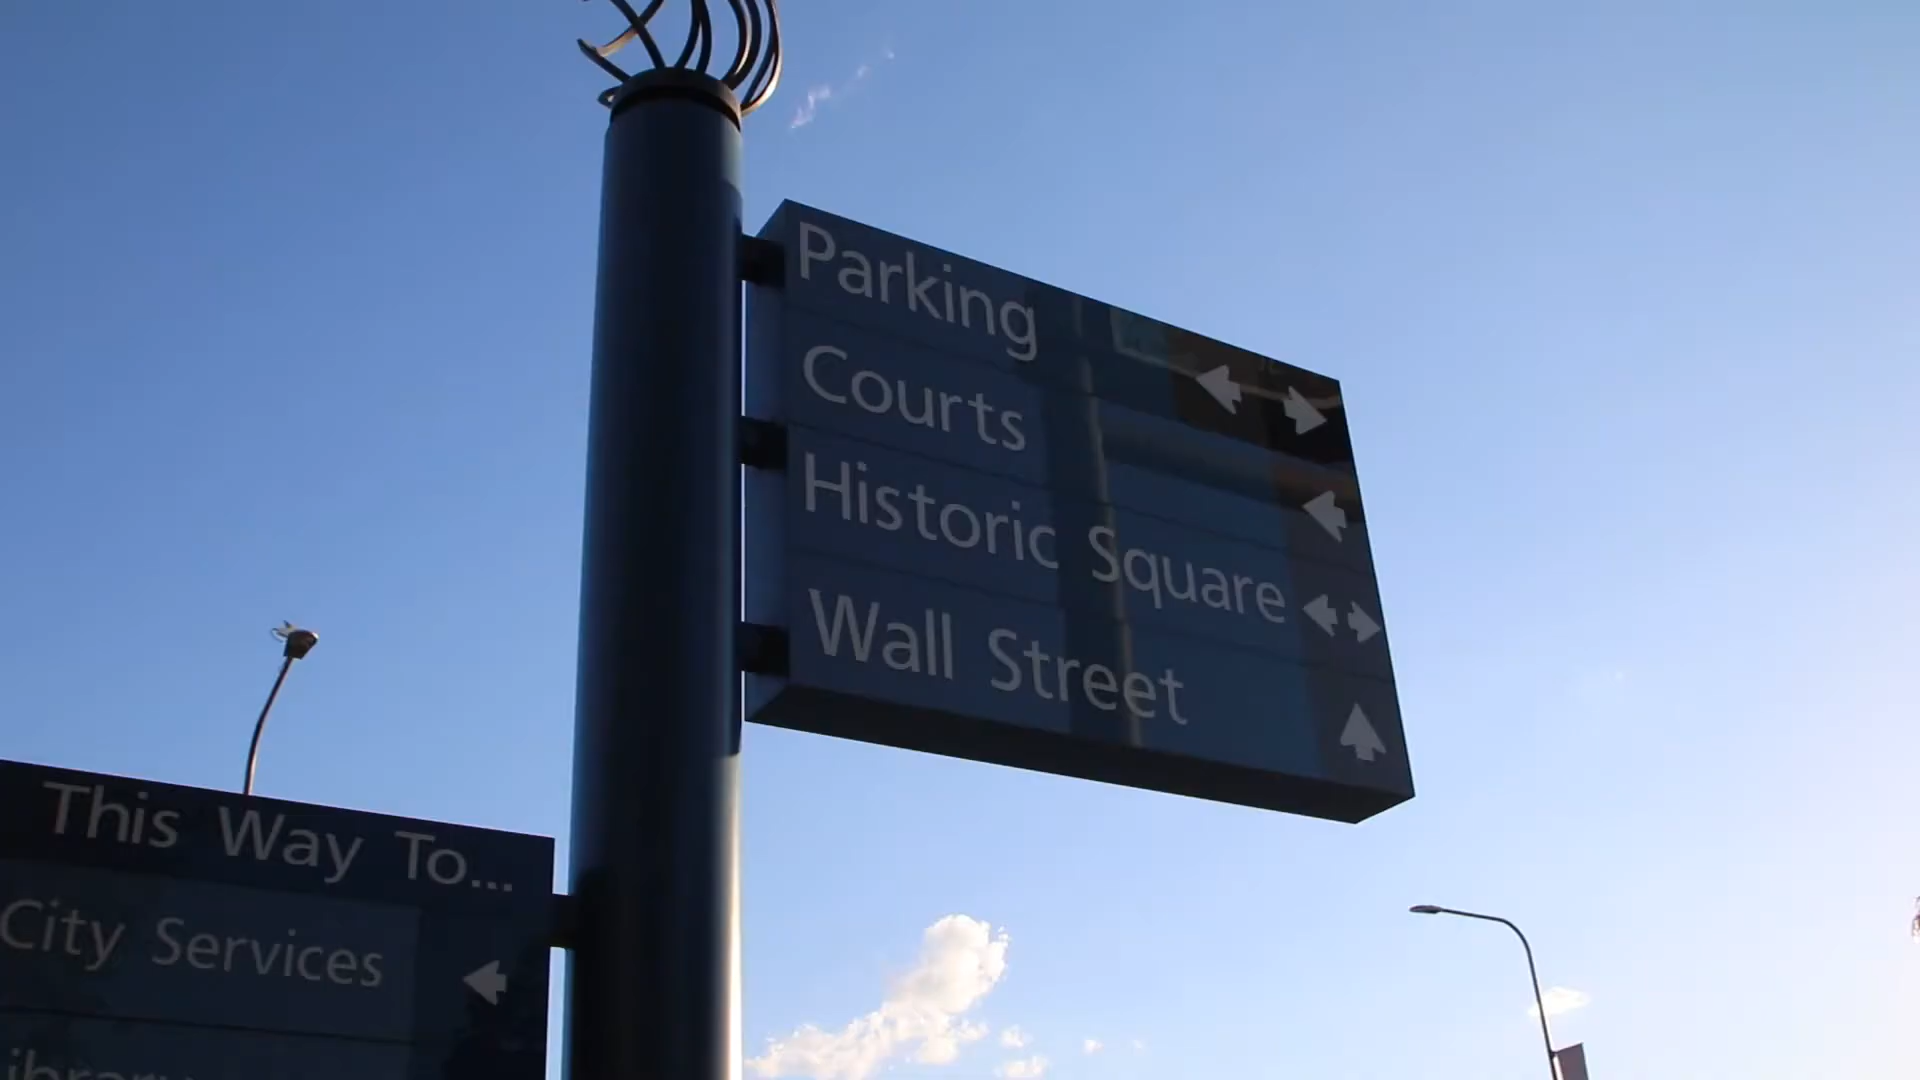 Parking
Courts
Historic Square
Wall Street
This Way To...
City Services